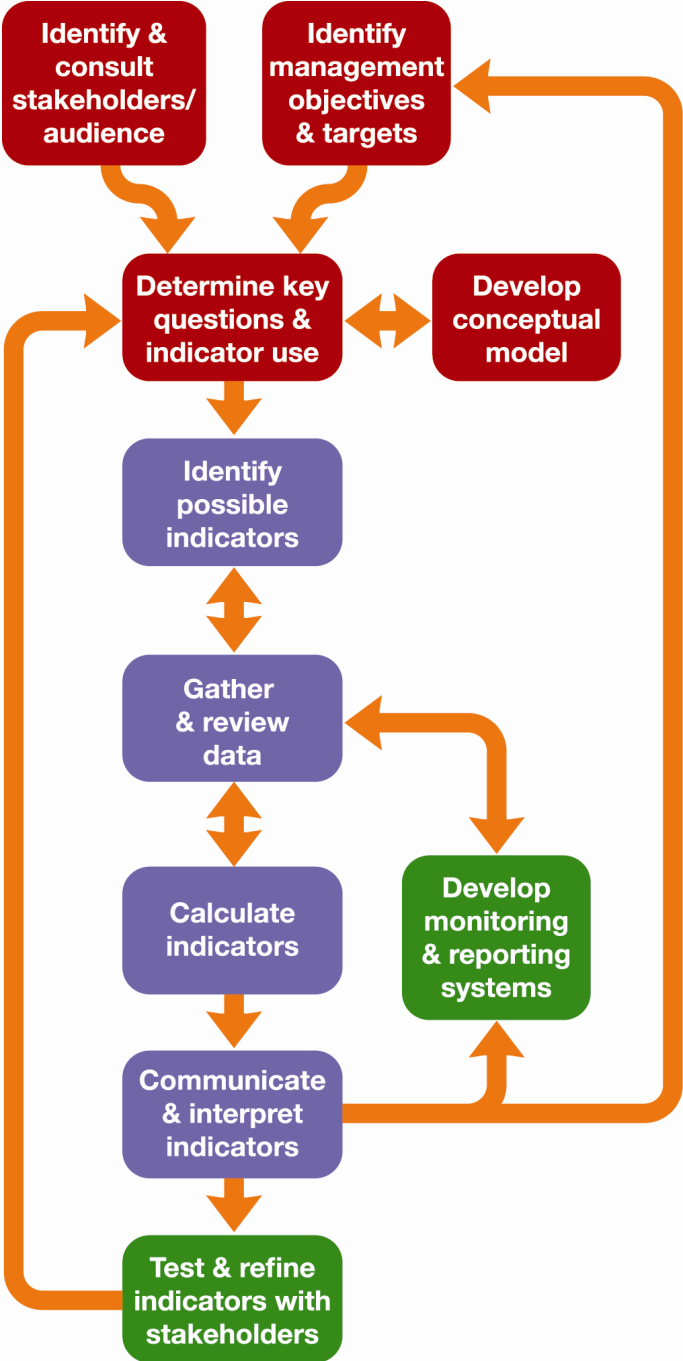 Identify &
consult
stakeholders/
audience
Identify
management
objectives
& targets
Determine key
questions &
indicator use
Develop
conceptual
model
Identify
possible
indicators
Gather
& review
data
Calculate
indicators
Develop
monitoring
& reporting
systems
Communicate
& interpret
indicators
Test & refine
indicators with
stakeholders